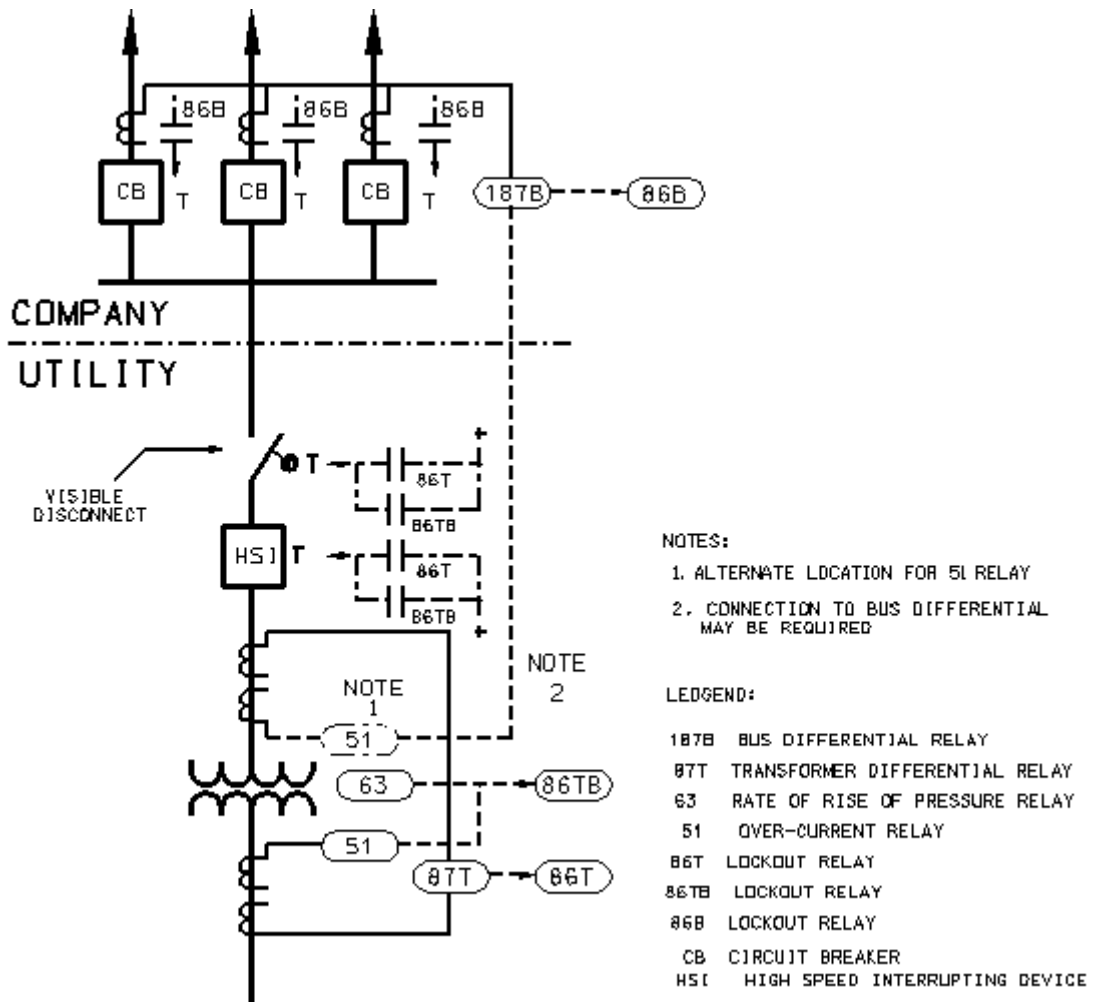 86B 86B 86B
CB T CB T CB T 187B 86B
COMPANY
UTILITY
VISIBLE
DISCONNECT
T
86T
86TB
HSI T
86T
86TB
NOTE
1
NOTE
2
51
63 86TB
51
87T 86T
NOTES:
1. ALTERNATE LOCATION FOR 51 RELAY
2. CONNECTION TO BUS DIFFERENTIAL
MAY BE REQUIRED
LEDGEND:
187B BUS DIFFERENTIAL RELAY
87T TRANSFORMER DIFFERENTIAL RELAY
63 RATE OF RISE OF PRESSURE RELAY
51 OVER-CURRENT RELAY
86T LOCKOUT RELAY
86TB LOCKOUT RELAY
86B LOCKOUT RELAY
CB CIRCUIT BREAKER
HSI HIGH SPEED INTERRUPTING DEVICE